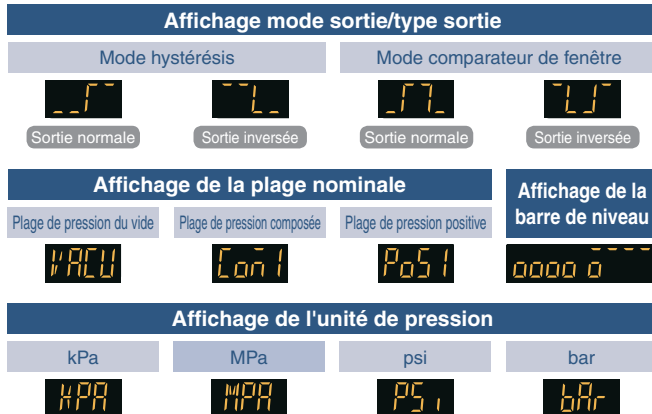 Affichage mode sortie/type sortie
Mode hystérésis Mode comparateur de fenêtre
Sortie normale Sortie inversée Sortie normale Sortie inversée
Affichage de la plage nominale
Affichage de la
barre de niveau
Plage de pression du vide Plage de pression composée Plage de pression positive
VACU Com1 PoS1
Affichage de l'unité de pression
kPa MPa psi bar
KPA MPA PSi bAr